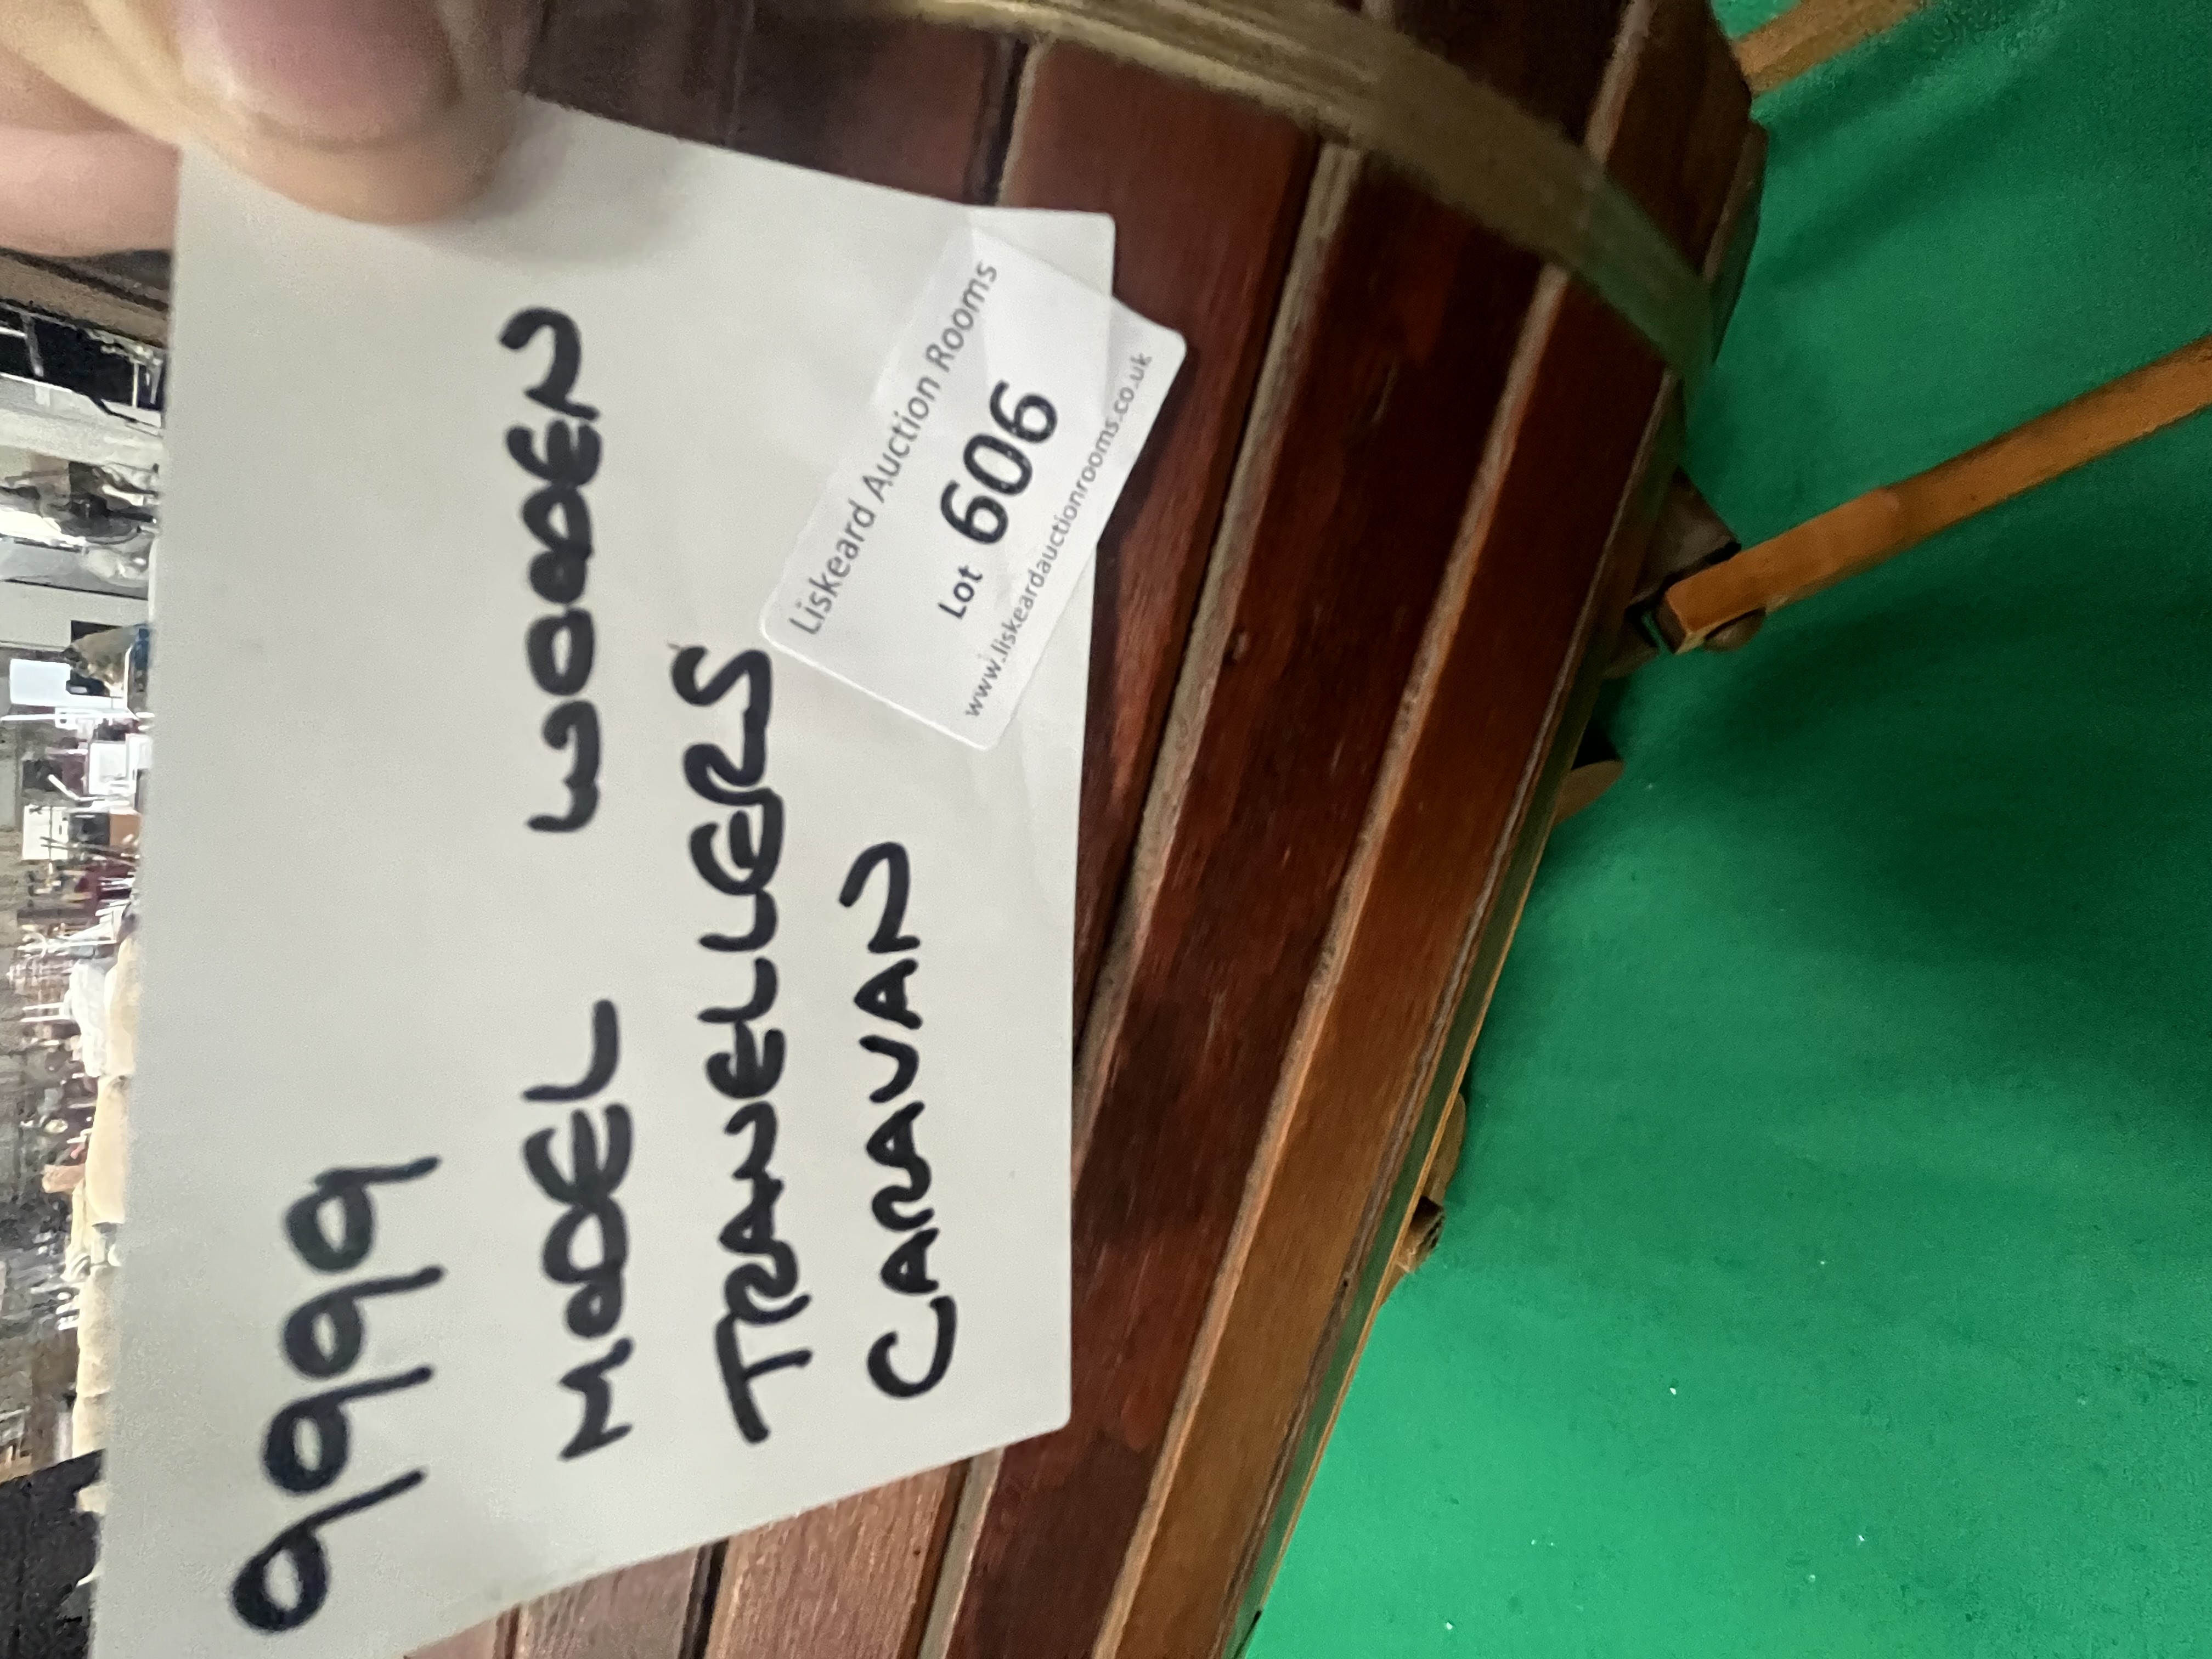 9999
MODEL WOODEN
TRAVELLERS
CARAVAN
Liskeard Auction Rooms
Lot 606
www.liskeardauctionrooms.co.uk